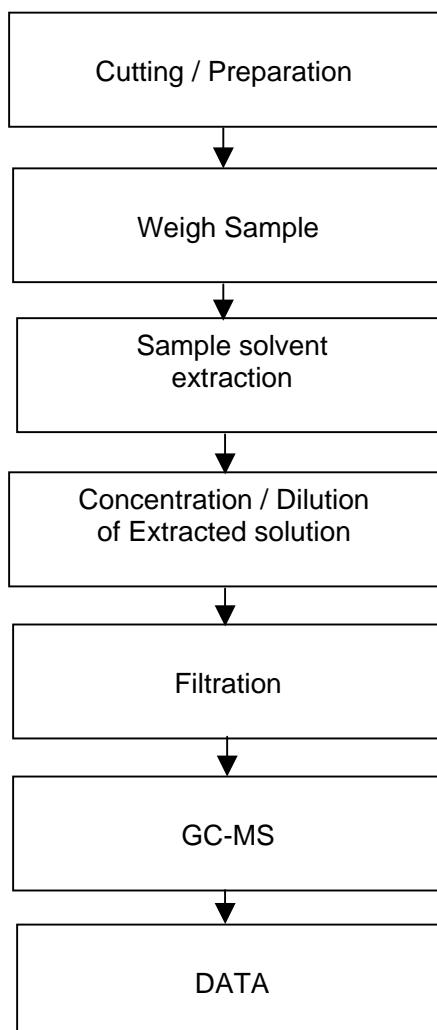 Cutting / Preparation
Weigh Sample
Sample solvent
extraction
Concentration / Dilution
of Extracted solution
Filtration
GC-MS
DATA